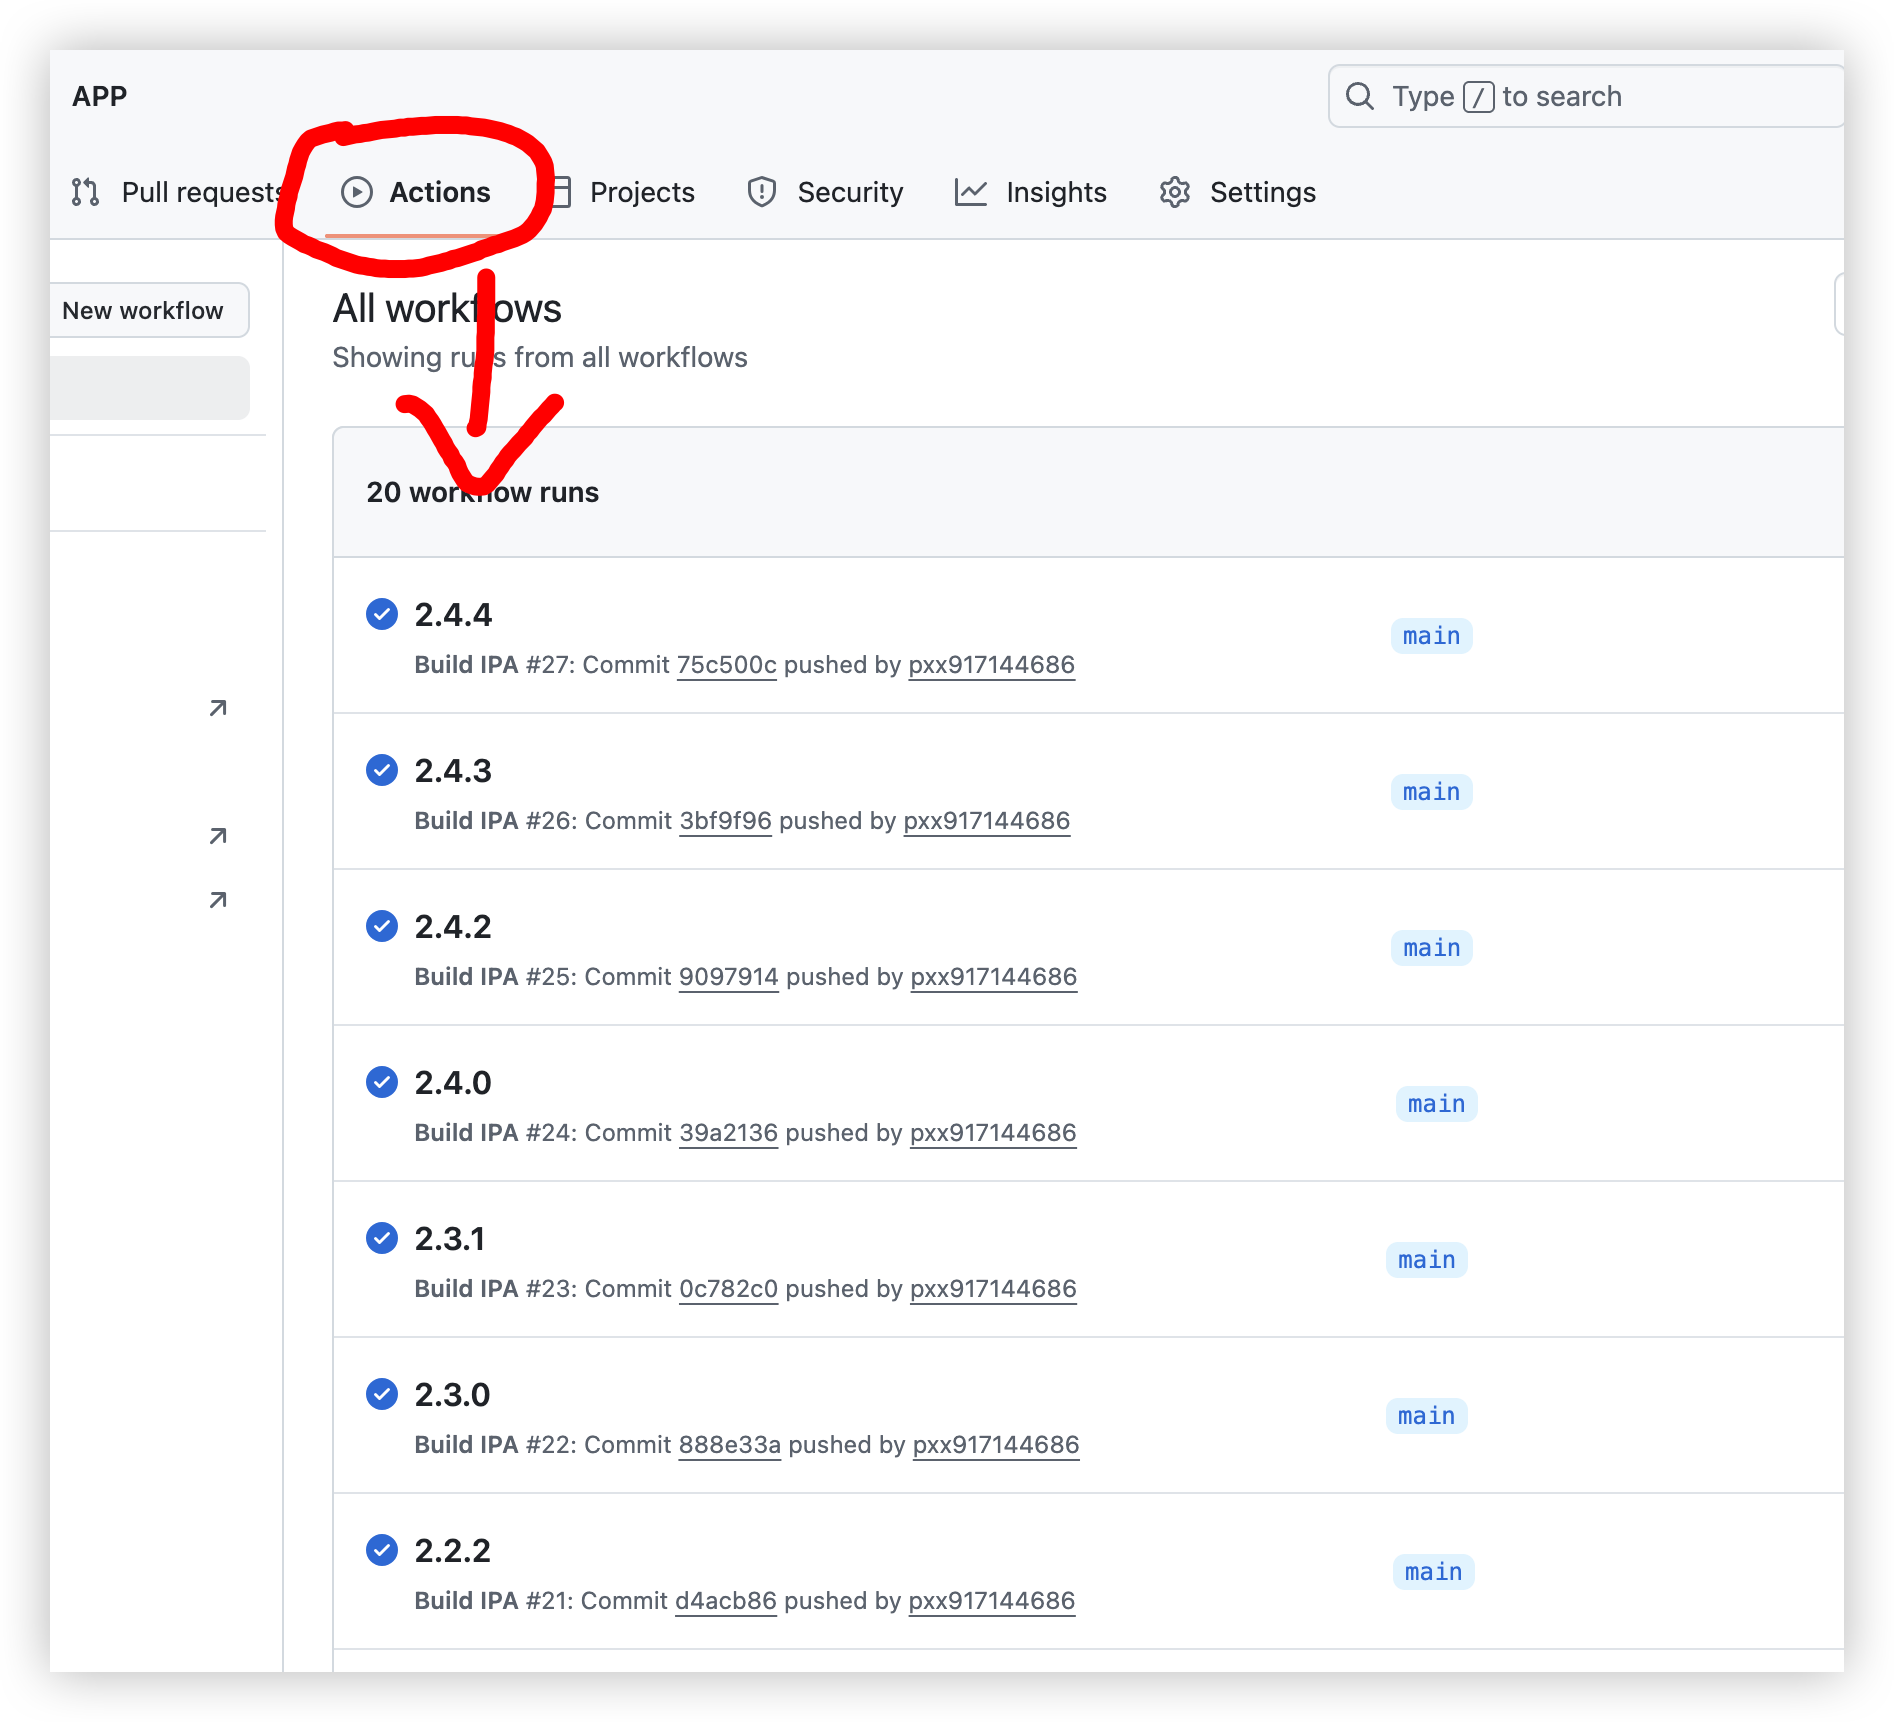 APP
Type / to search
Pull requests Actions Projects Security Insights Settings
New workflow
All workflows
Showing runs from all workflows
20 workflow runs
2.4.4
main
Build IPA #27: Commit 75c500c pushed by pxx917144686
2.4.3
main
Build IPA #26: Commit 3bf9f96 pushed by pxx917144686
2.4.2
main
Build IPA #25: Commit 9097914 pushed by pxx917144686
2.4.0
main
Build IPA #24: Commit 39a2136 pushed by pxx917144686
2.3.1
main
Build IPA #23: Commit 0c782c0 pushed by pxx917144686
2.3.0
main
Build IPA #22: Commit 888e33a pushed by pxx917144686
2.2.2
main
Build IPA #21: Commit d4acb86 pushed by pxx917144686